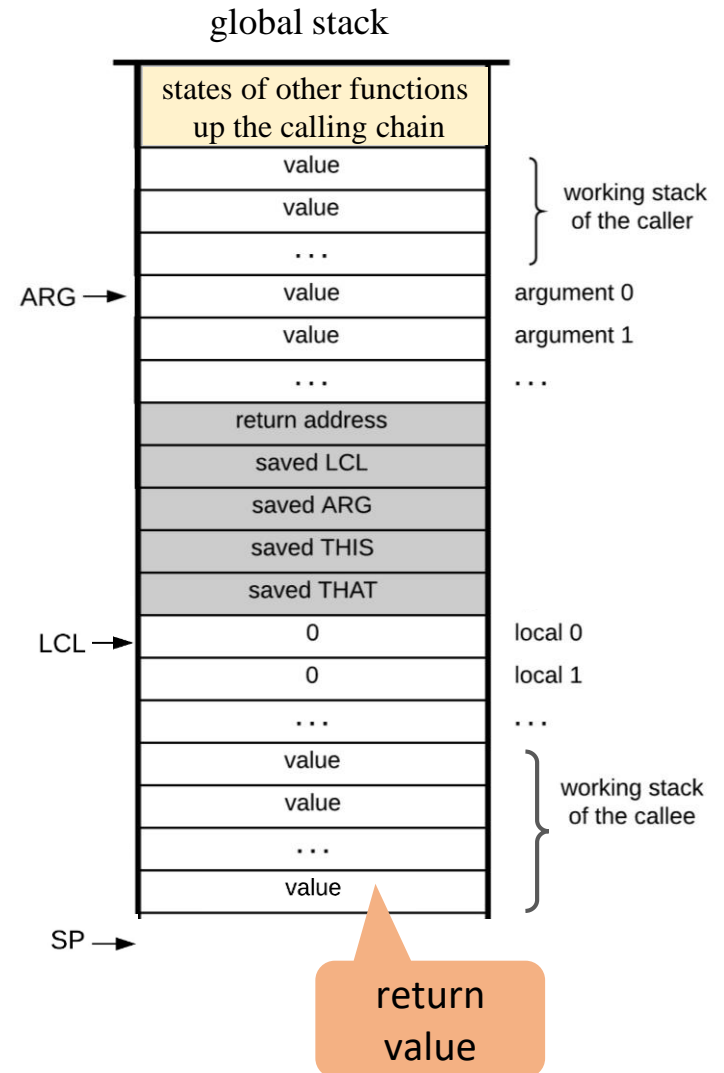 global stack
states of other functions
up the calling chain
value
value
working stack
of the caller
. . .
ARG
value
argument 0
value
argument 1
. . .
. . .
return address
saved LCL
saved ARG
saved THIS
saved THAT
LCL
0
local 0
0
local 1
. . .
. . .
value
value
working stack
of the callee
. . .
value
SP
return
value